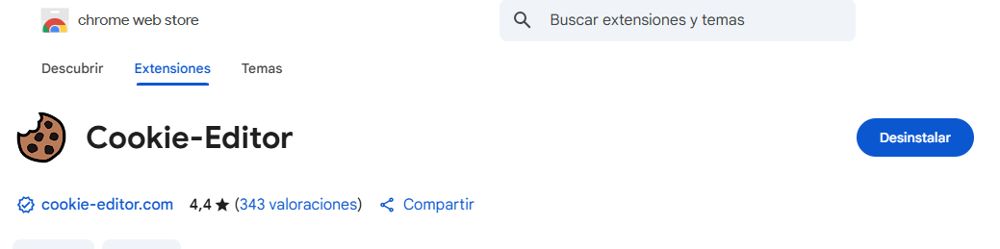 chrome web store
Buscar extensiones y temas
Descubrir
Extensiones
Temas
Cookie-Editor
Desinstalar
cookie-editor.com
4,4 ★ (343 valoraciones)
Compartir